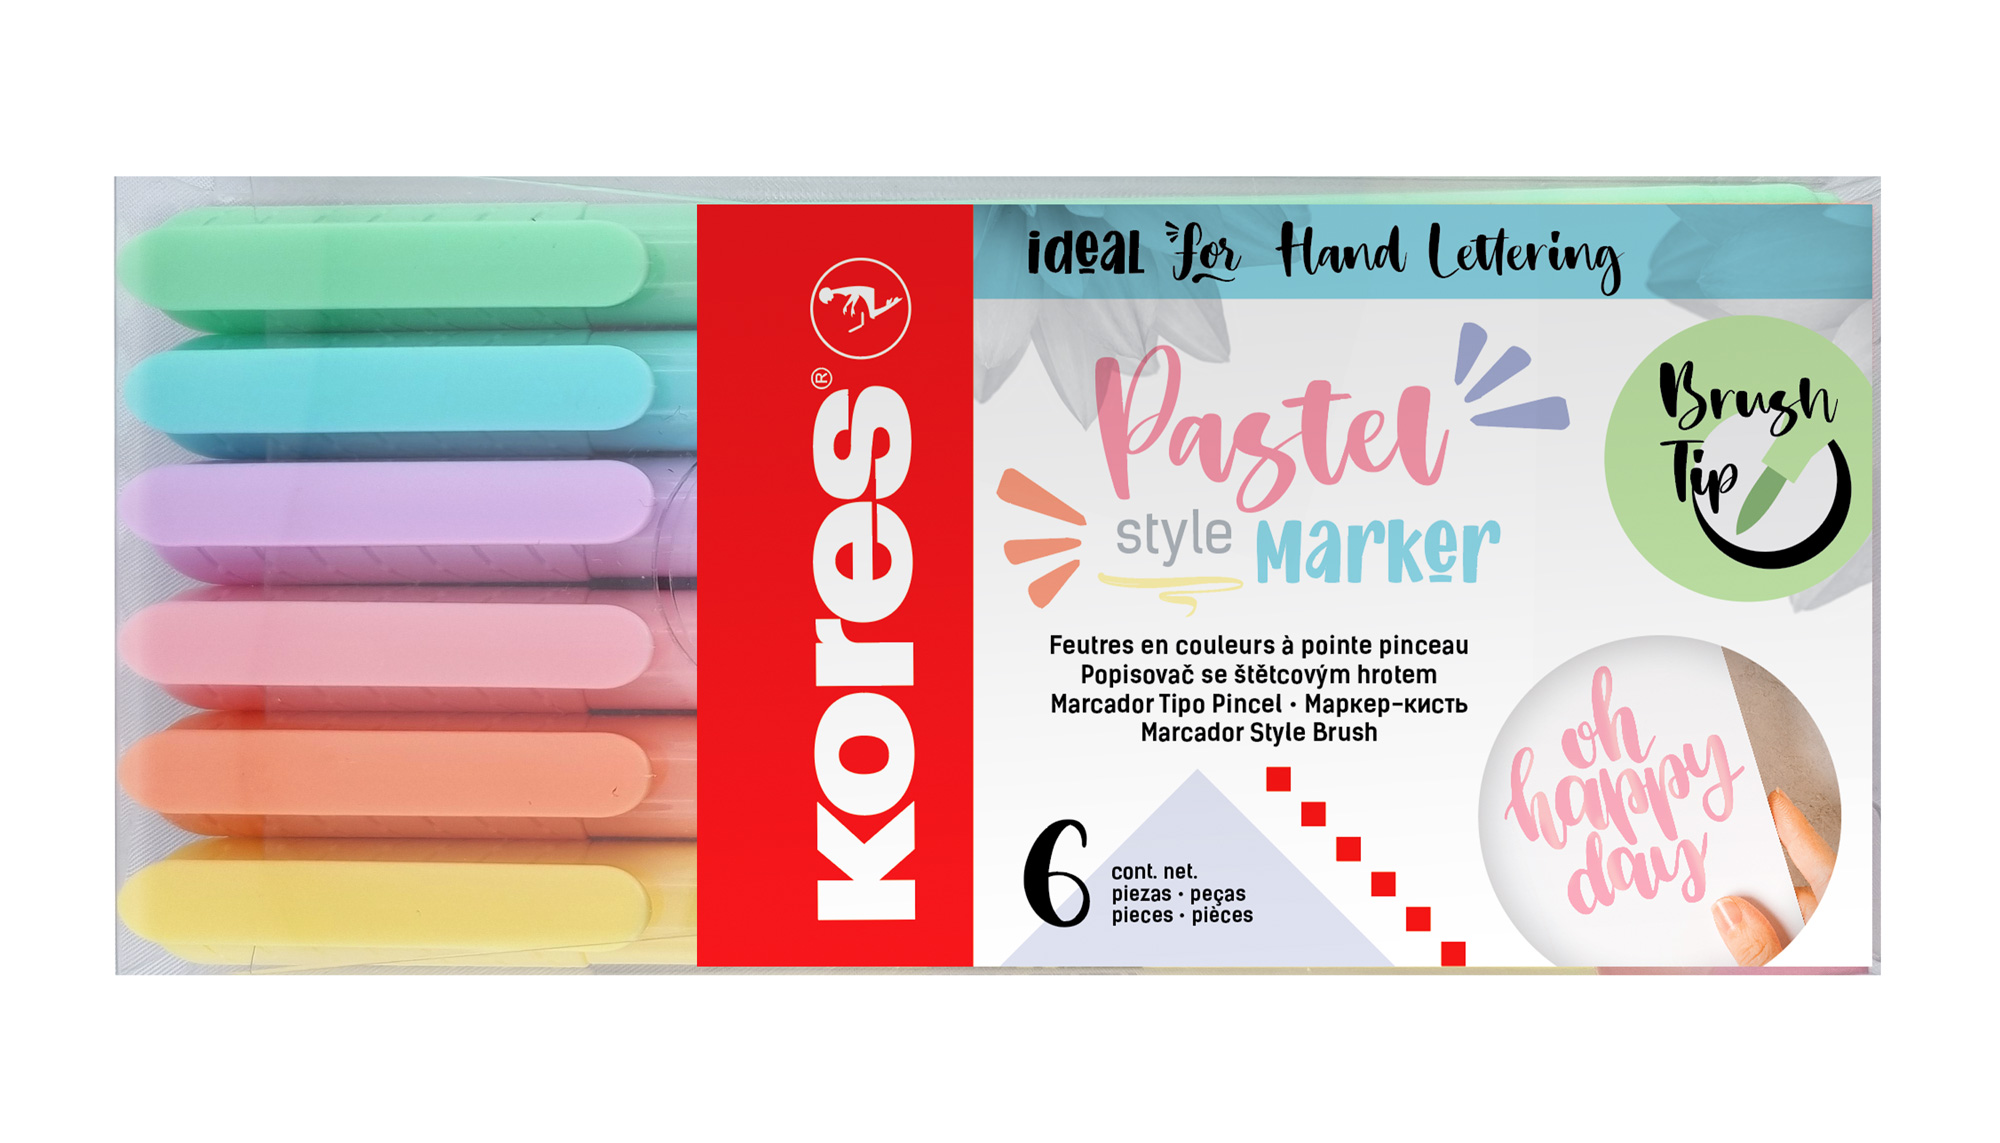 kores®
ideal for Hand Lettering
Pastel
style Marker
Brush
Tip
Feutres en couleurs à pointe pinceau
Popisovač se štětcovým hrotem
Marcador Tipo Pincel • Маркер-кисть
Marcador Style Brush
6
cont. net.
piezas • peças
pieces • pièces
oh
happy
day